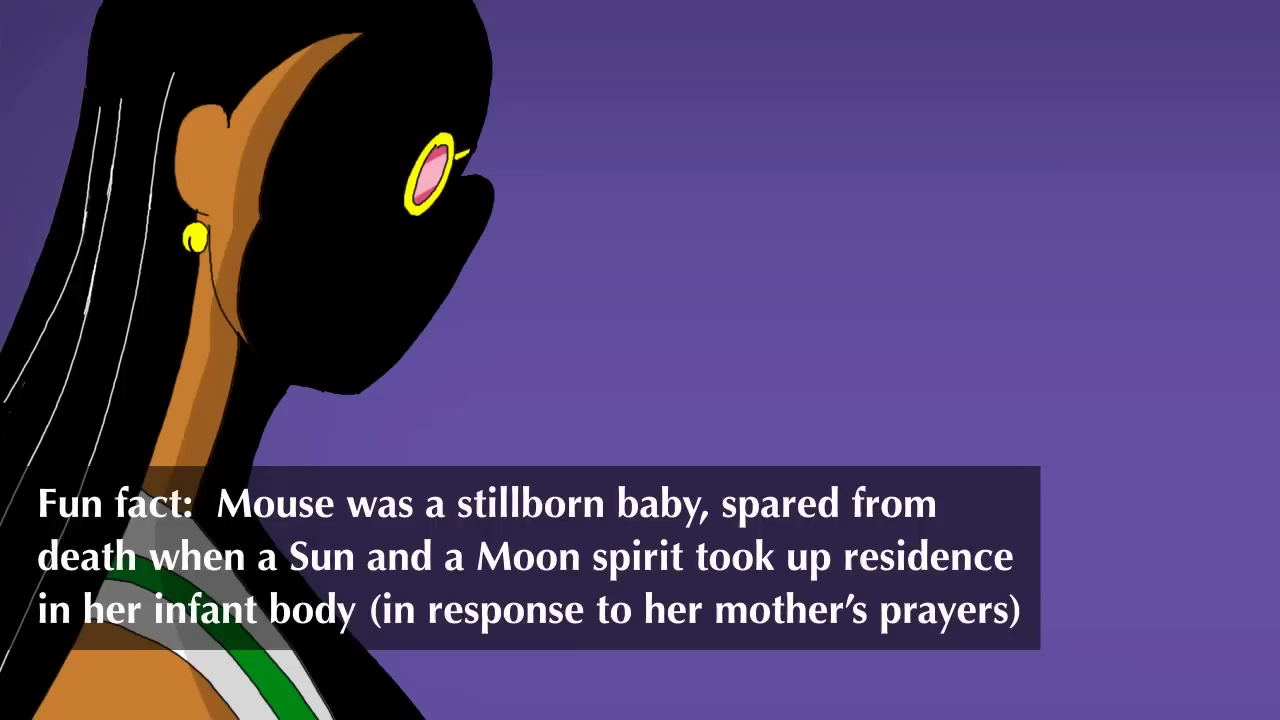 Fun fact:  Mouse was a stillborn baby, spared from
death when a Sun and a Moon spirit took up residence
in her infant body (in response to her mother’s prayers)